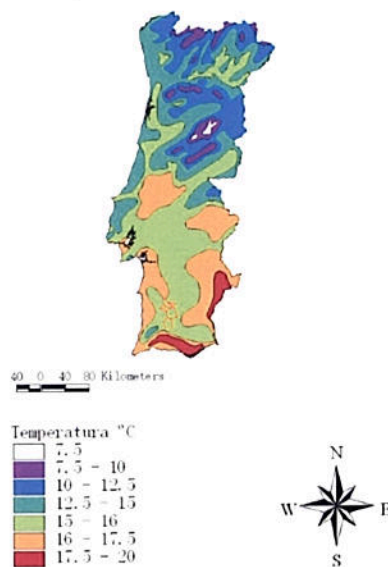 40 0 40 80 Kilometers
Temperatura °C
7.5
7.5 - 10
10 - 12.5
12.5 - 15
15 - 16
16 - 17.5
17.5 - 20
N
W E
S